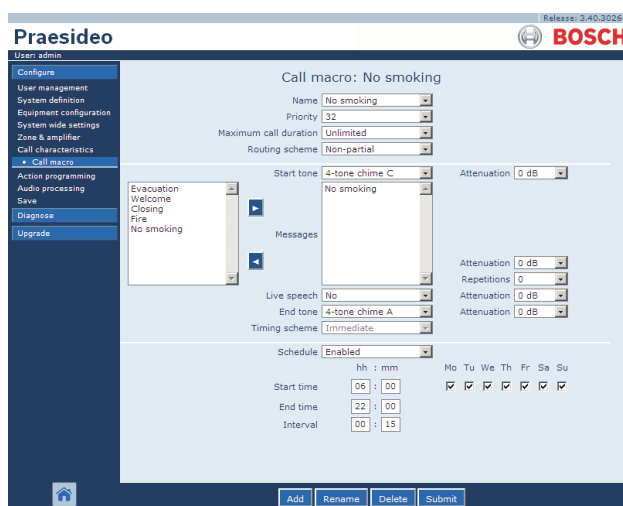 Release: 3.40.3026
Praesideo
BOSCH
User: admin
Configure
User management
System definition
Equipment configuration
System wide settings
Zone & amplifier
Call characteristics
• Call macro
Action programming
Audio processing
Save
Diagnose
Upgrade
Call macro: No smoking
Name No smoking
Priority 32
Maximum call duration Unlimited
Routing scheme Non-partial
Start tone 4-tone chime C Attenuation 0 dB
Evacuation
Welcome
Closing
Fire
No smoking
Messages
No smoking
Attenuation 0 dB
Repetitions 0
Live speech No Attenuation 0 dB
End tone 4-tone chime A Attenuation 0 dB
Timing scheme Immediate
Schedule Enabled
hh : mm Mo Tu We Th Fr Sa Su
Start time 06 : 00
End time 22 : 00
Interval 00 : 15
Add Rename Delete Submit